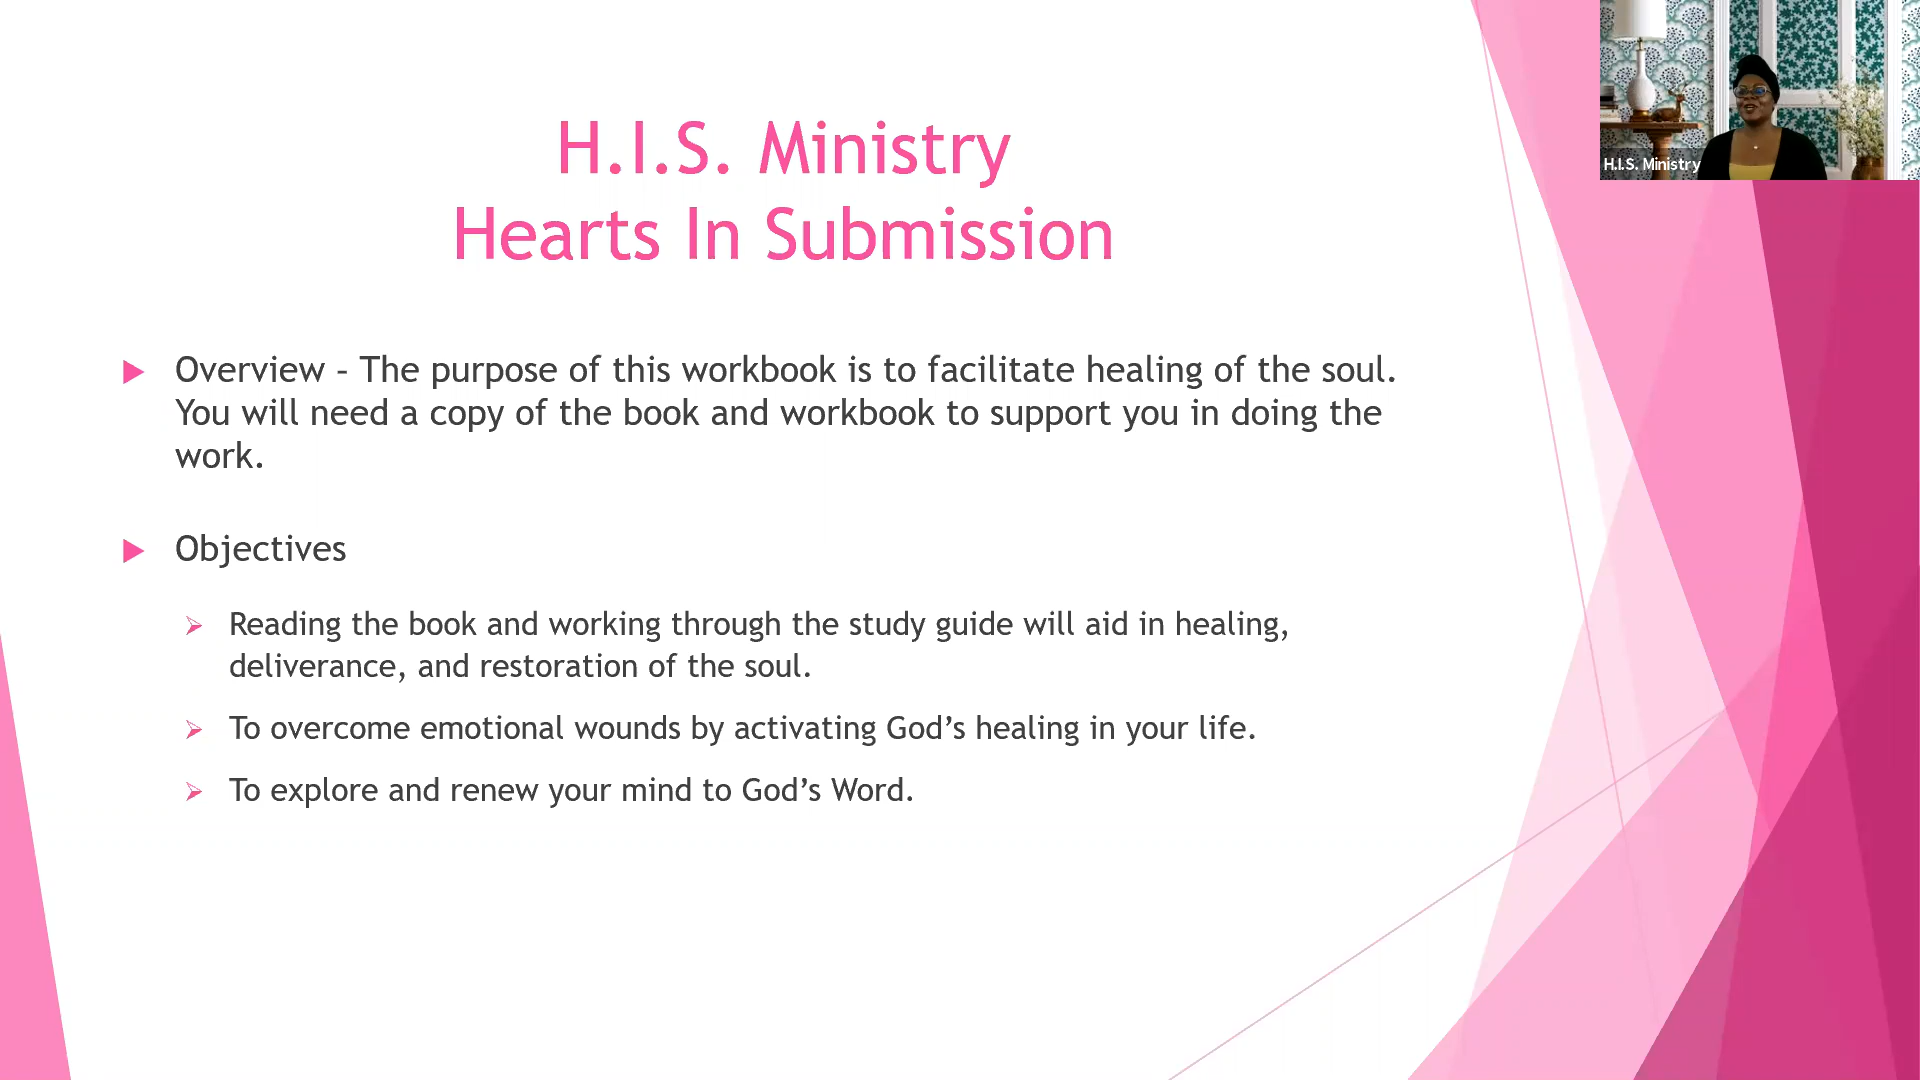 H.I.S. Ministry
Hearts In Submission
Overview – The purpose of this workbook is to facilitate healing of the soul.
You will need a copy of the book and workbook to support you in doing the
work.
Objectives
Reading the book and working through the study guide will aid in healing,
deliverance, and restoration of the soul.
To overcome emotional wounds by activating God’s healing in your life.
To explore and renew your mind to God’s Word.
H.I.S. Ministry